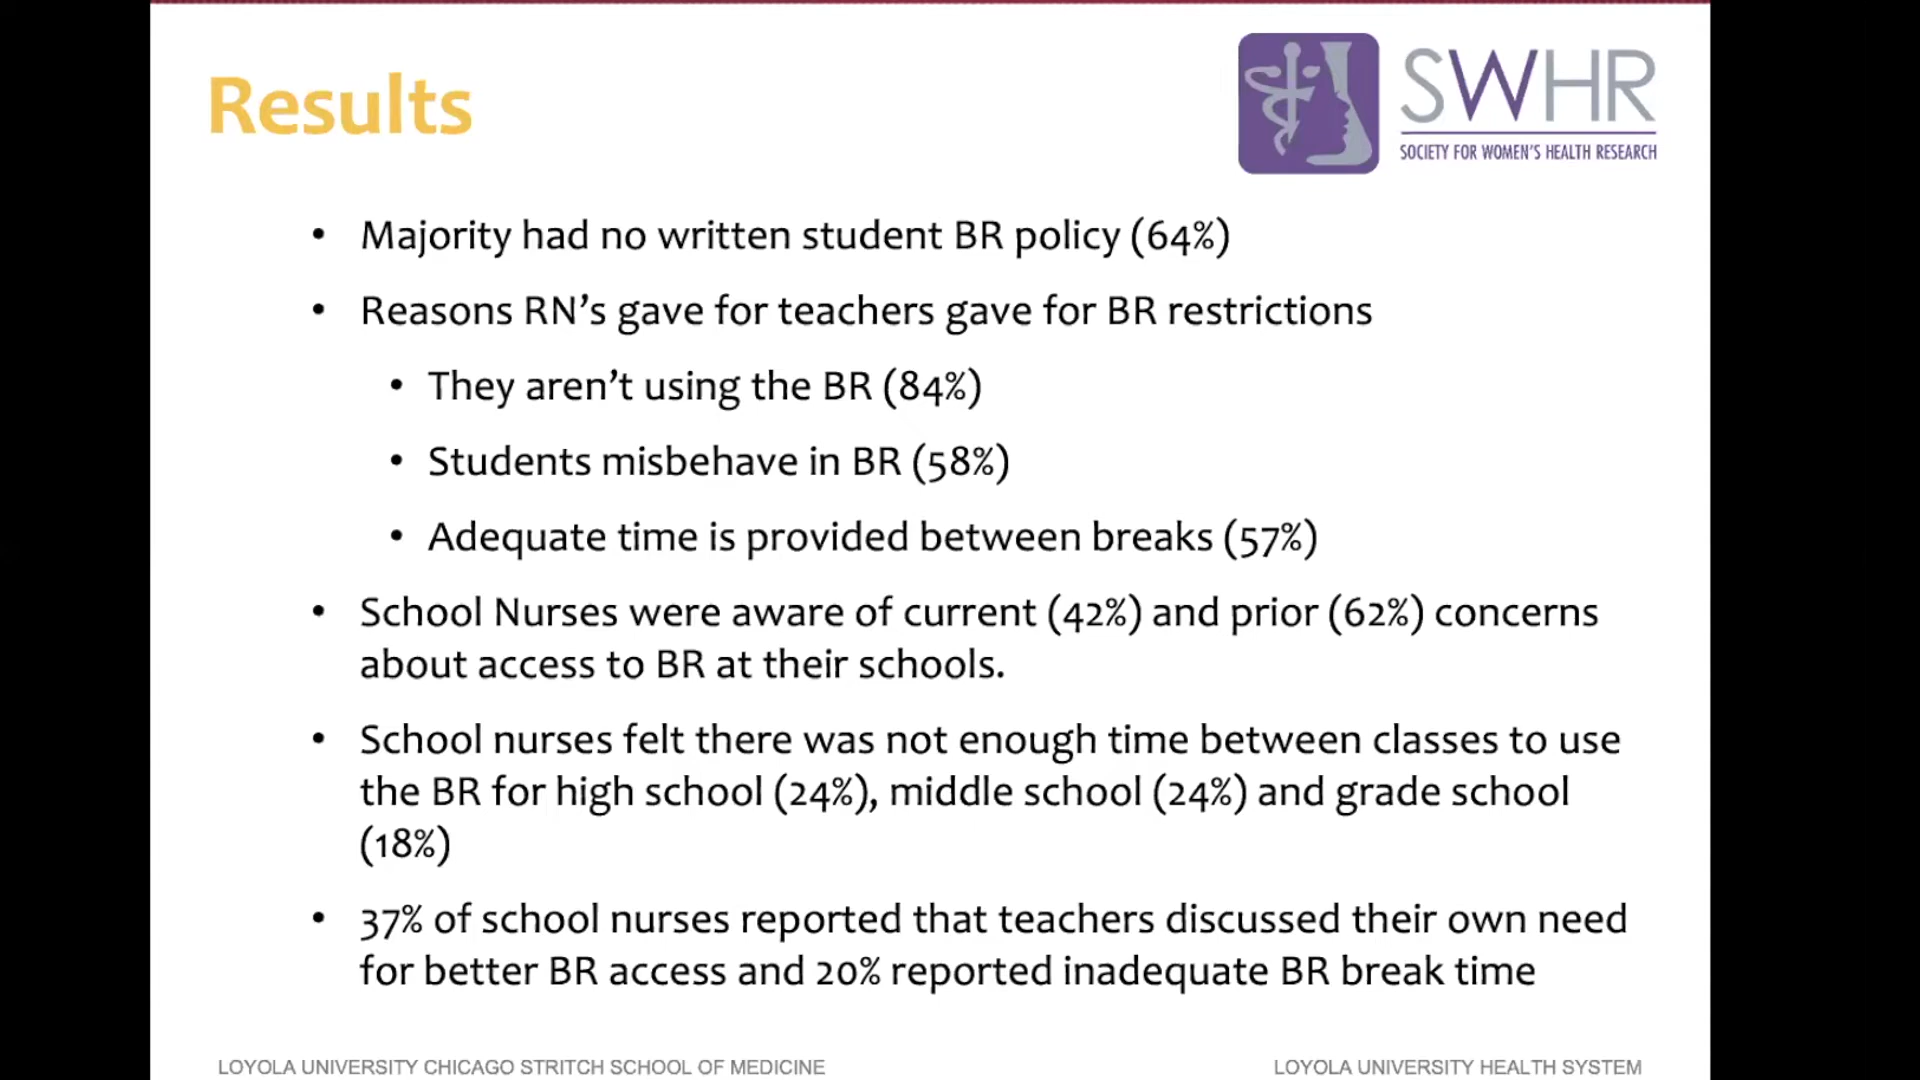 Results
SWHR
SOCIETY FOR WOMEN'S HEALTH RESEARCH
• Majority had no written student BR policy (64%)
• Reasons RN’s gave for teachers gave for BR restrictions
• They aren’t using the BR (84%)
• Students misbehave in BR (58%)
• Adequate time is provided between breaks (57%)
• School Nurses were aware of current (42%) and prior (62%) concerns
about access to BR at their schools.
• School nurses felt there was not enough time between classes to use
the BR for high school (24%), middle school (24%) and grade school
(18%)
• 37% of school nurses reported that teachers discussed their own need
for better BR access and 20% reported inadequate BR break time
LOYOLA UNIVERSITY CHICAGO STRITCH SCHOOL OF MEDICINE
LOYOLA UNIVERSITY HEALTH SYSTEM